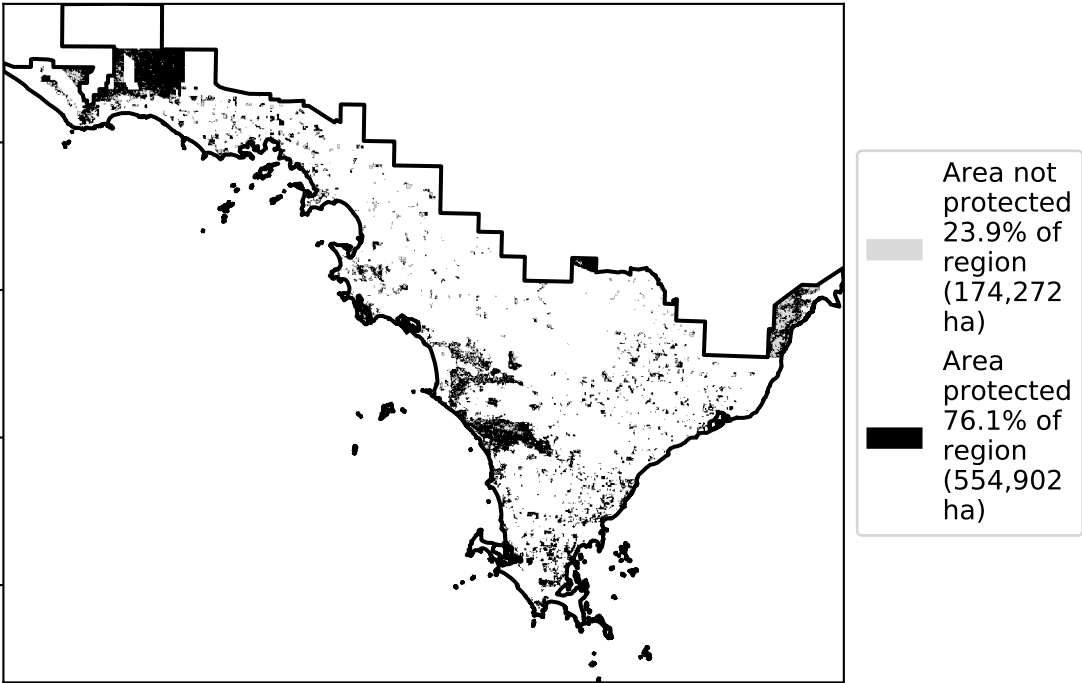 Area not
protected
23.9% of
region
(174,272
ha)
Area
protected
76.1% of
region
(554,902
ha)